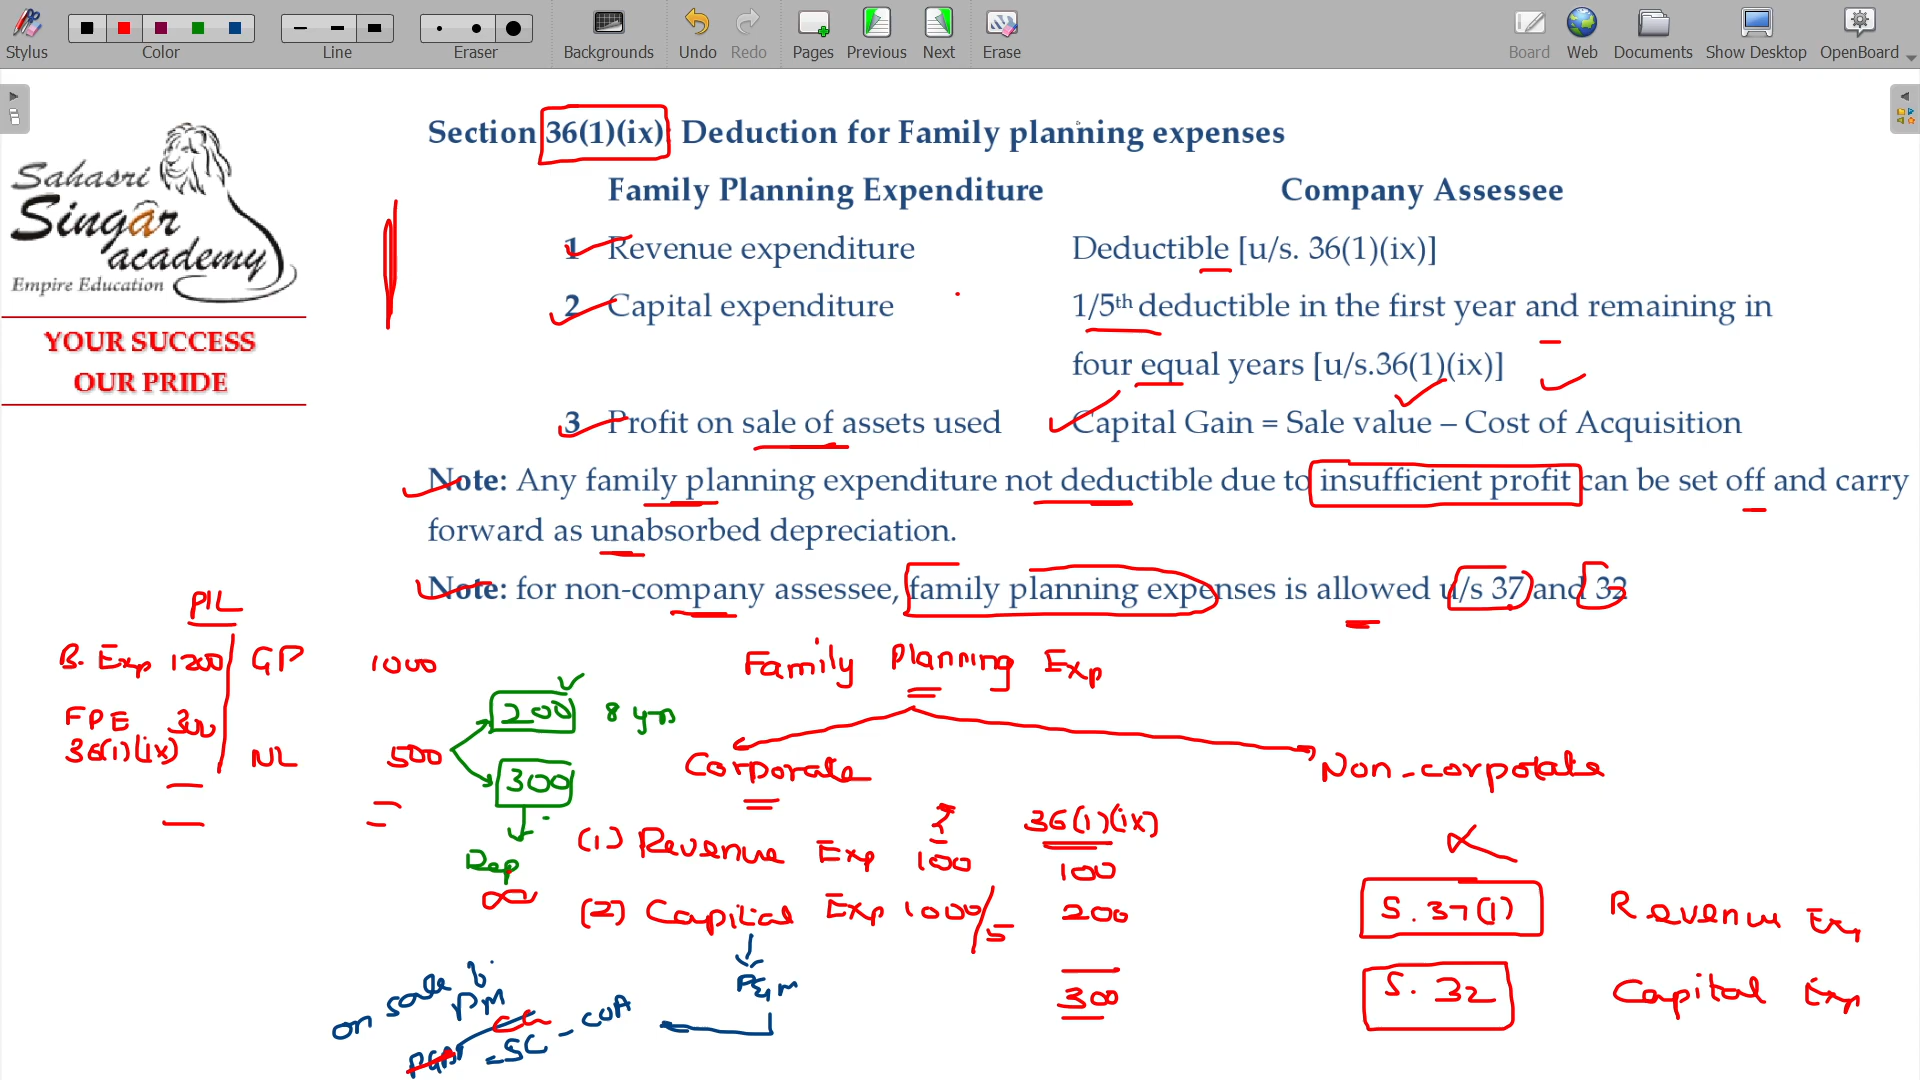 Stylus
Color
Line
Eraser
Backgrounds
Undo
Redo
Pages
Previous
Next
Erase
Board
Web
Documents
Show Desktop
OpenBoard
Sahasri
Singar
academy
Empire Education
YOUR SUCCESS
OUR PRIDE
Section 36(1)(ix) Deduction for Family planning expenses
Family Planning Expenditure Company Assessee
1 Revenue expenditure Deductible [u/s. 36(1)(ix)]
2 Capital expenditure 1/5th deductible in the first year and remaining in
four equal years [u/s.36(1)(ix)]
3 Profit on sale of assets used Capital Gain = Sale value – Cost of Acquisition
Note: Any family planning expenditure not deductible due to insufficient profit can be set off and carry
forward as unabsorbed depreciation.
Note: for non-company assessee, family planning expenses is allowed u/s 37 and 32
P/L
B. Exp 1200 GP 1000
FPE 300
36(1)(ix) NL 500
200 8 yrs
300
Dep
∞
Family Planning Exp
Corporate Non-corporate
₹ 36(1)(ix)
(1) Revenue Exp 100 100
(2) Capital Exp 1000/5 200
300
P&M
on sale of
PM
CG
= SC - COA
S. 37(1) Revenue Exp
S. 32 Capital Exp